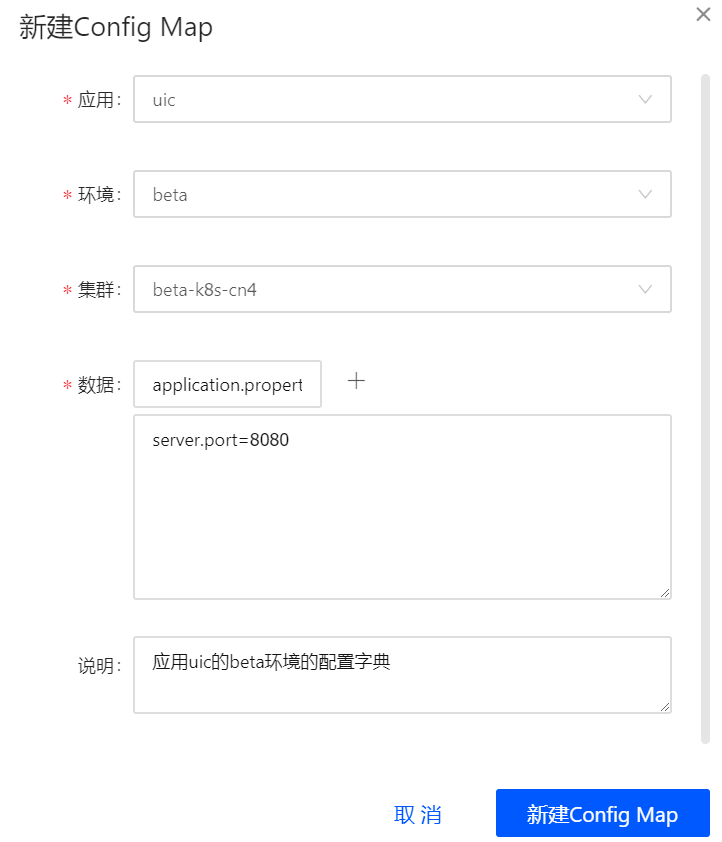 新建Config Map
* 应用: uic
* 环境: beta
* 集群: beta-k8s-cn4
* 数据: application.propert
server.port=8080
说明: 应用uic的beta环境的配置字典
取 消 新建Config Map